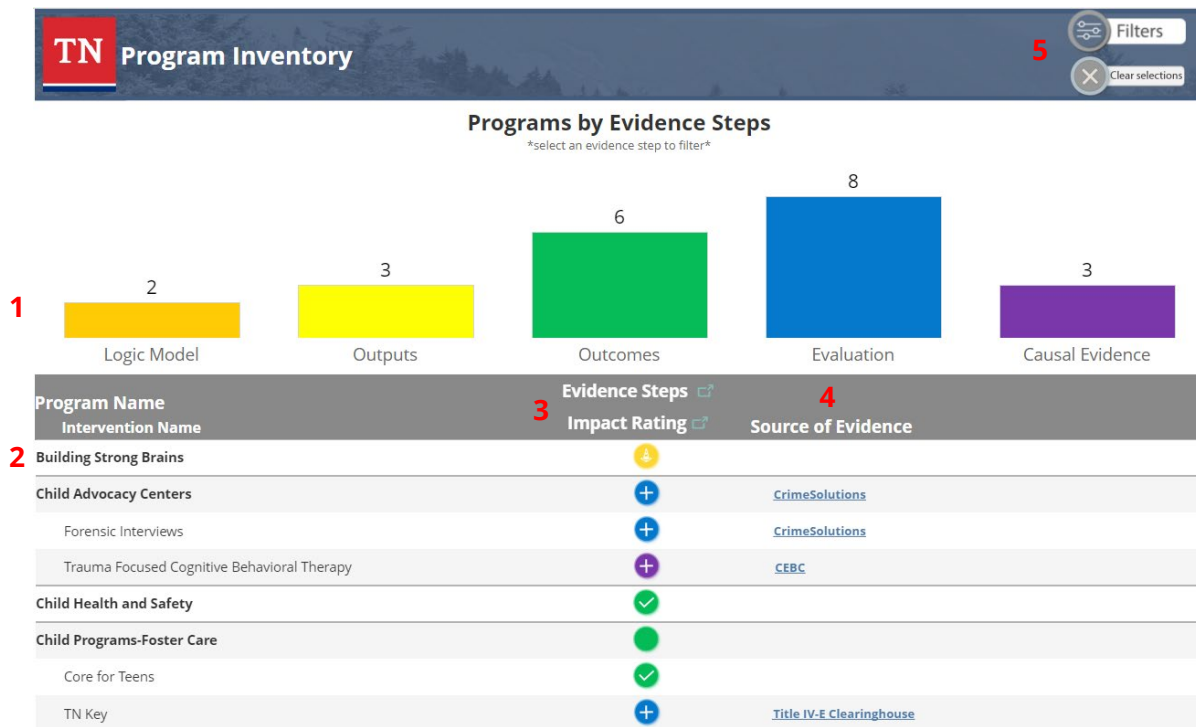 TN Program Inventory
5
Filters
Clear selections
Programs by Evidence Steps
*select an evidence step to filter*
1
2
3
6
8
3
Logic Model
Outputs
Outcomes
Evaluation
Causal Evidence
Program Name
Intervention Name
3
Evidence Steps
Impact Rating
4
Source of Evidence
2
Building Strong Brains
Child Advocacy Centers CrimeSolutions
Forensic Interviews CrimeSolutions
Trauma Focused Cognitive Behavioral Therapy CEBC
Child Health and Safety
Child Programs-Foster Care
Core for Teens
TN Key Title IV-E Clearinghouse